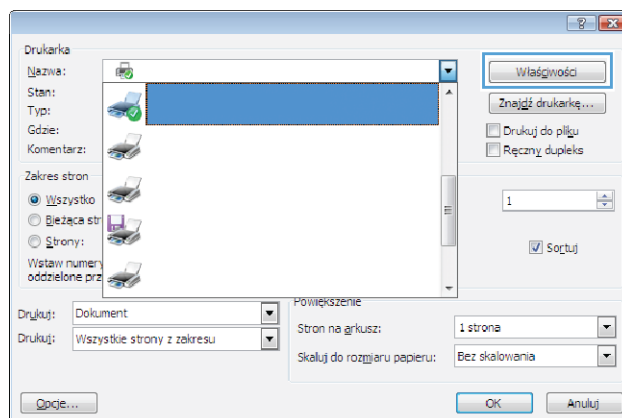 Drukarka
Nazwa:
Właściwości
Stan:
Znajdź drukarkę...
Typ:
Gdzie:
Drukuj do pliku
Komentarz:
Ręczny dupleks
Zakres stron
Wszystko
1
Bieżąca str
Strony:
Sortuj
Wstaw numery
oddzielone prz
Powiększenie
Drukuj: Dokument
Stron na arkusz: 1 strona
Drukuj: Wszystkie strony z zakresu
Skaluj do rozmiaru papieru: Bez skalowania
Opcje...
OK
Anuluj